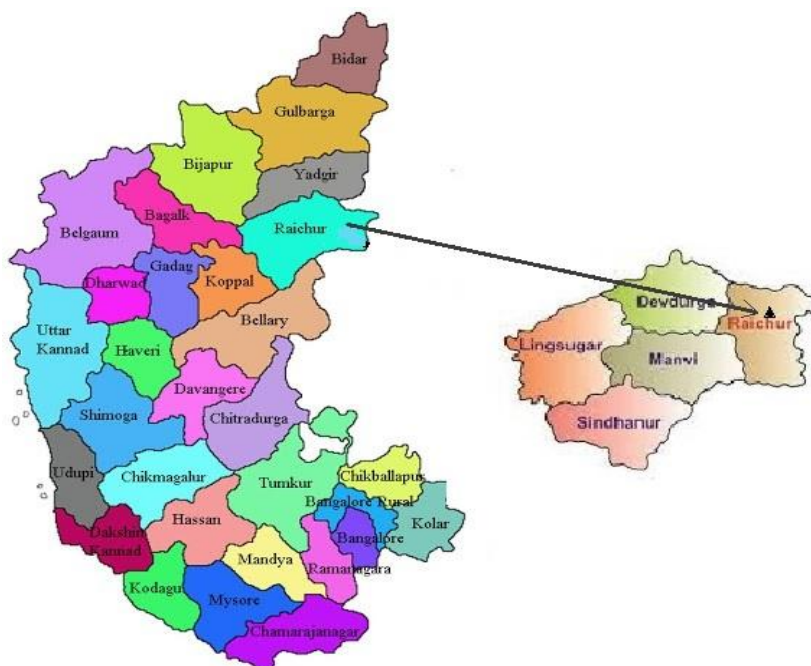 Bidar
Gulbarga
Bijapur
Yadgir
Bagalk
Raichur
Belgaum
Gadag
Koppal
Dharwad
Bellary
Uttar
Kannad
Haveri
Davangere
Shimoga
Chitradurga
Udupi
Chikmagalur
Tumkur
Chikballapur
Bangalore Rural
Hassan
Kolar
Dakshin
Kannad
Bangalore
Mandya
Ramanagara
Kodagu
Mysore
Chamarajanagar
Devdurga
Raichur
Lingsugar
Manvi
Sindhanur